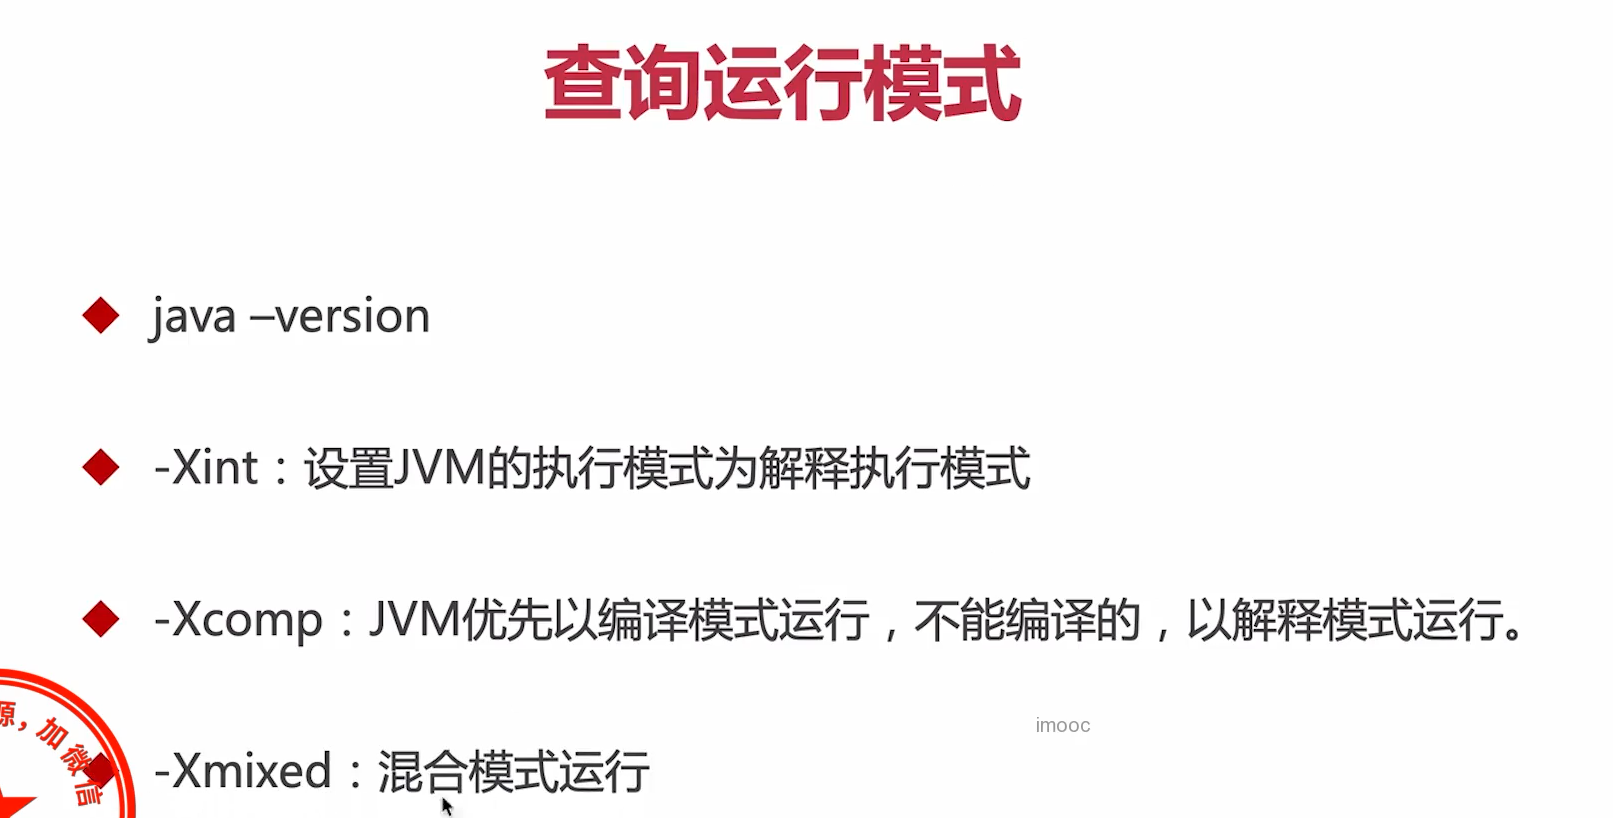 查询运行模式
java –version
-Xint：设置JVM的执行模式为解释执行模式
-Xcomp：JVM优先以编译模式运行，不能编译的，以解释模式运行。
imooc
-Xmixed：混合模式运行
源，加微信